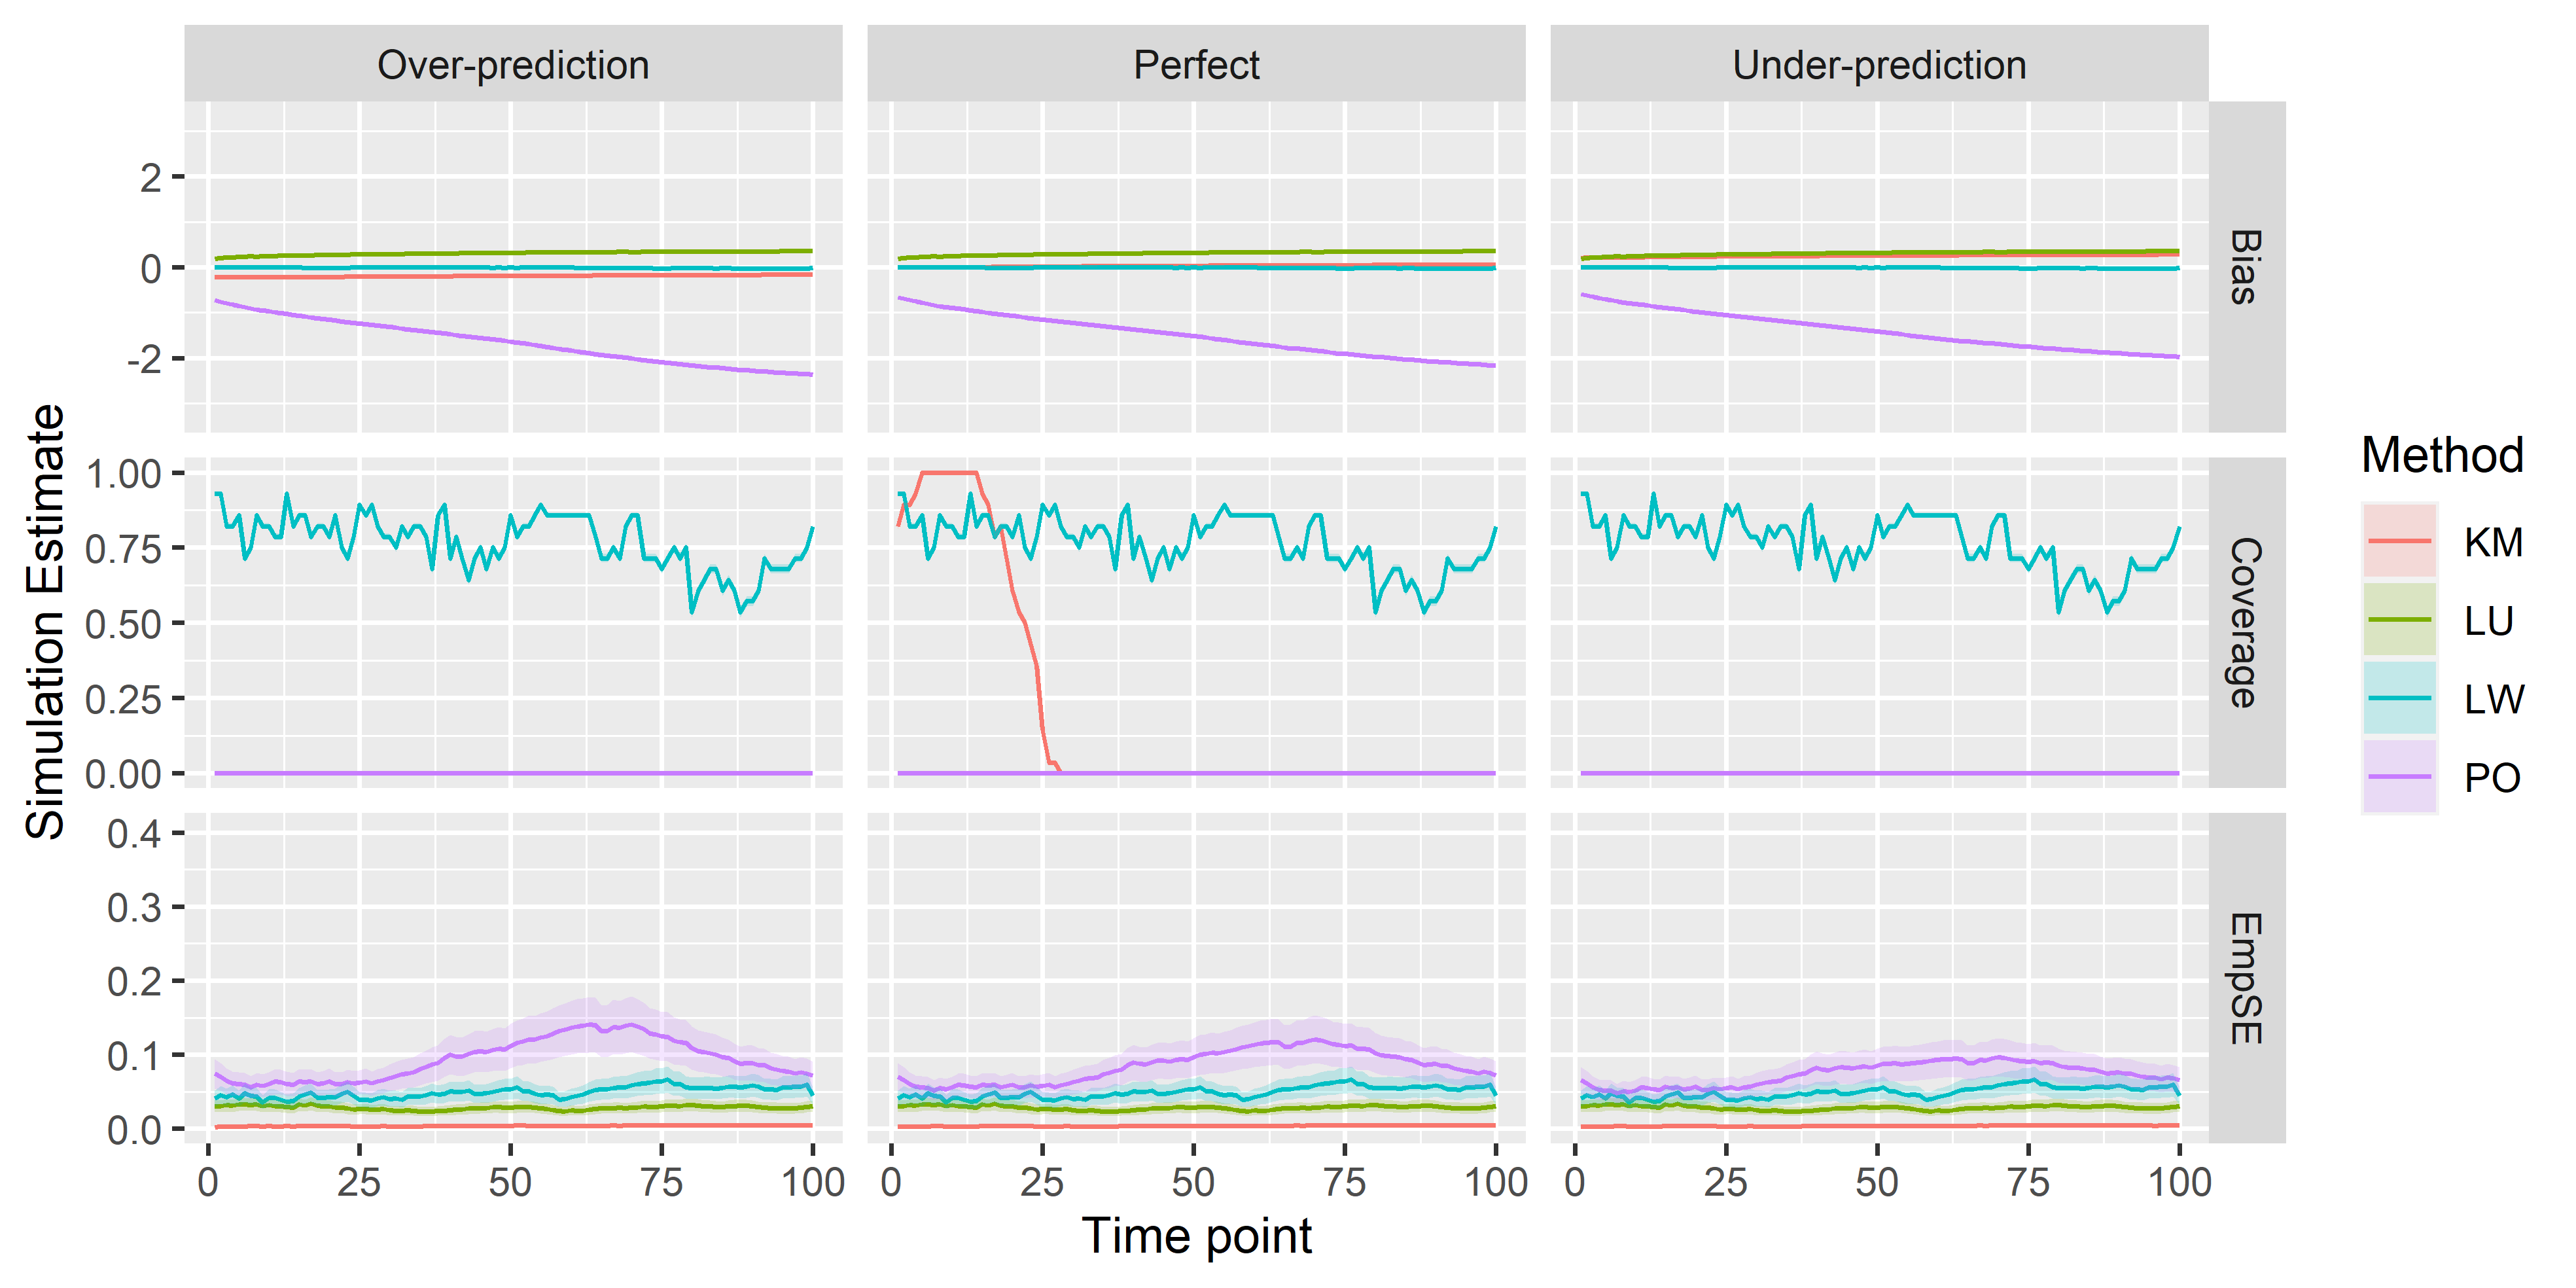 Over-prediction
Perfect
Under-prediction
Simulation Estimate
2
0
-2
Bias
1.00
0.75
0.50
0.25
0.00
Coverage
0.4
0.3
0.2
0.1
0.0
EmpSE
0 25 50 75 100
0 25 50 75 100
0 25 50 75 100
Time point
Method
KM
LU
LW
PO